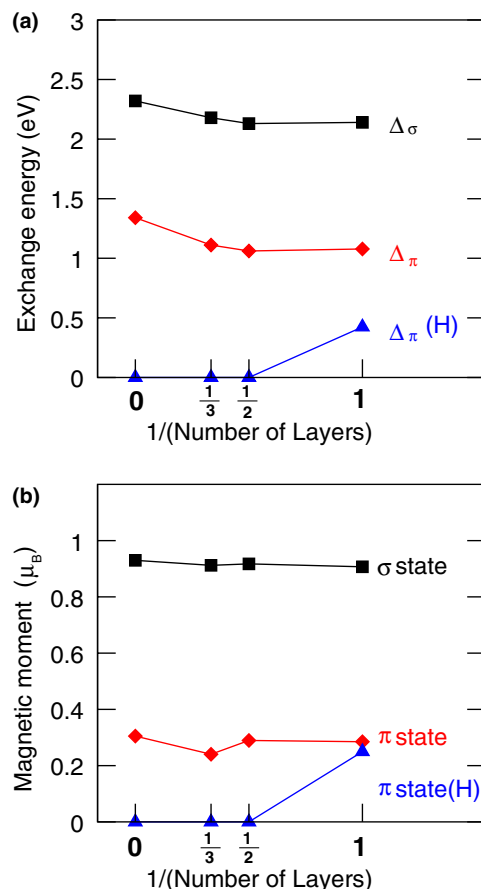 (a)
3
2.5
2
1.5
1
0.5
0
Exchange energy (eV)
Δσ
Δπ
Δπ (H)
0 1/3 1/2 1
1/(Number of Layers)
(b)
1
0.8
0.6
0.4
0.2
0
Magnetic moment (μB)
σ state
π state
π state(H)
0 1/3 1/2 1
1/(Number of Layers)